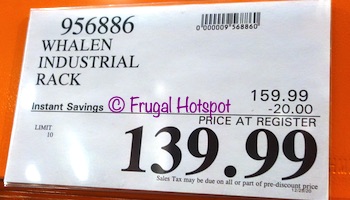 956886
WHALEN
INDUSTRIAL
RACK
0000009568860
159.99
Instant Savings
-20.00
© Frugal Hotspot
PRICE AT REGISTER
LIMIT
10
139.99
Sales Tax may be due on all or part of pre-discount price